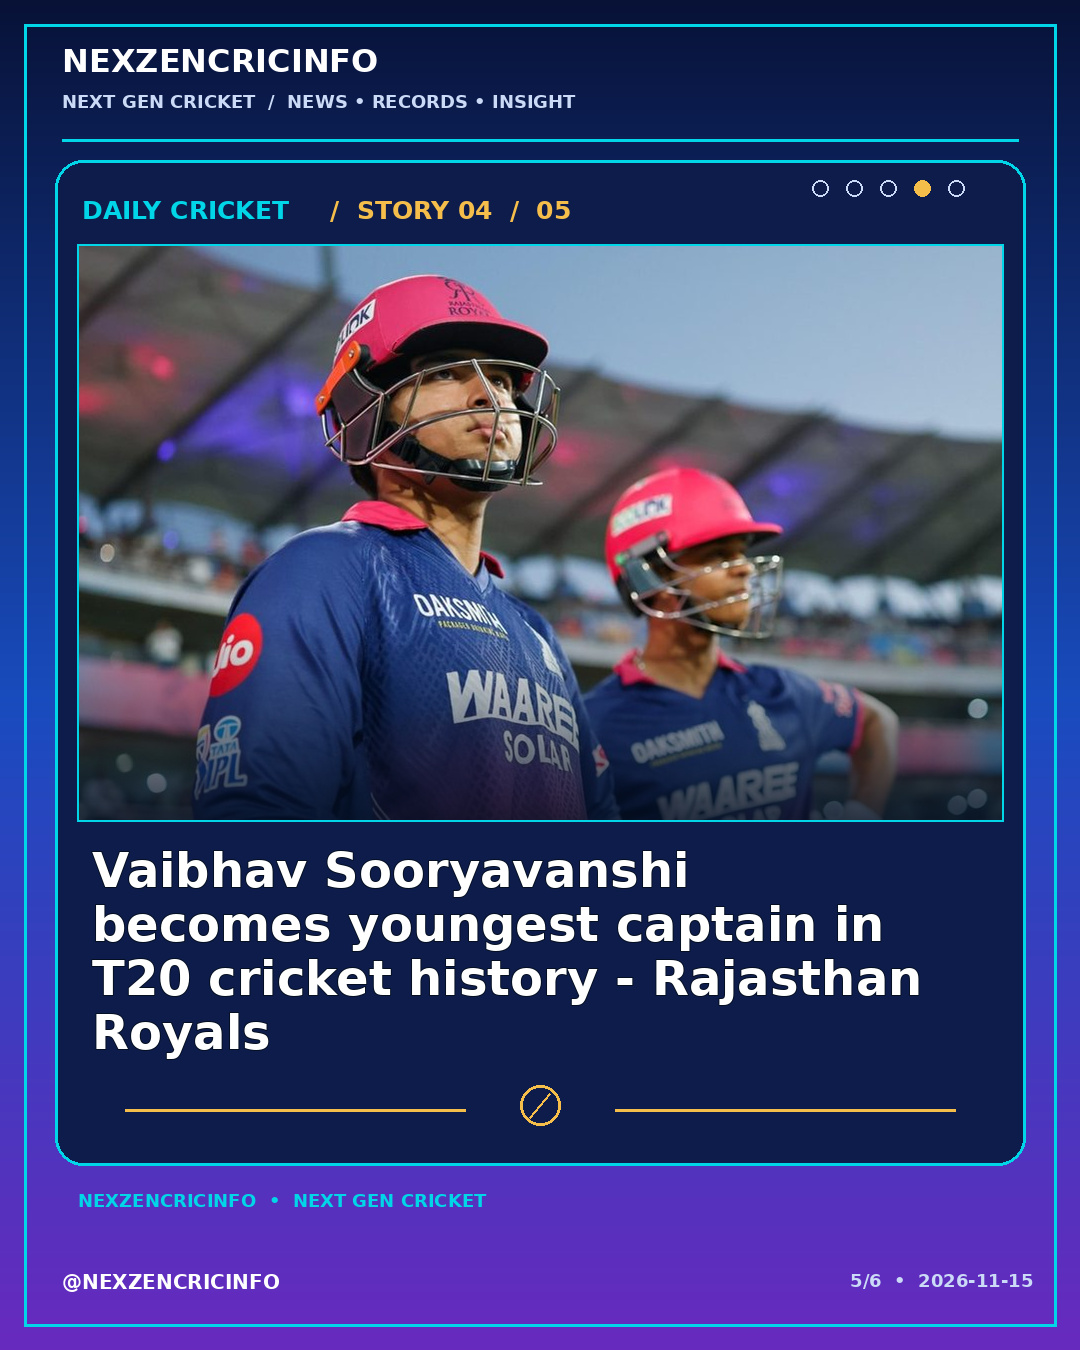 NEXZENCRICINFO
NEXT GEN CRICKET / NEWS • RECORDS • INSIGHT
DAILY CRICKET / STORY 04 / 05
ROYALS
OAKSMITH
Jio
WAAREE
SOLAR
TATA
IPL
OAKSMITH
WAAREE
SOLAR
Vaibhav Sooryavanshi
becomes youngest captain in
T20 cricket history - Rajasthan
Royals
NEXZENCRICINFO • NEXT GEN CRICKET
@NEXZENCRICINFO
5/6 • 2026-11-15